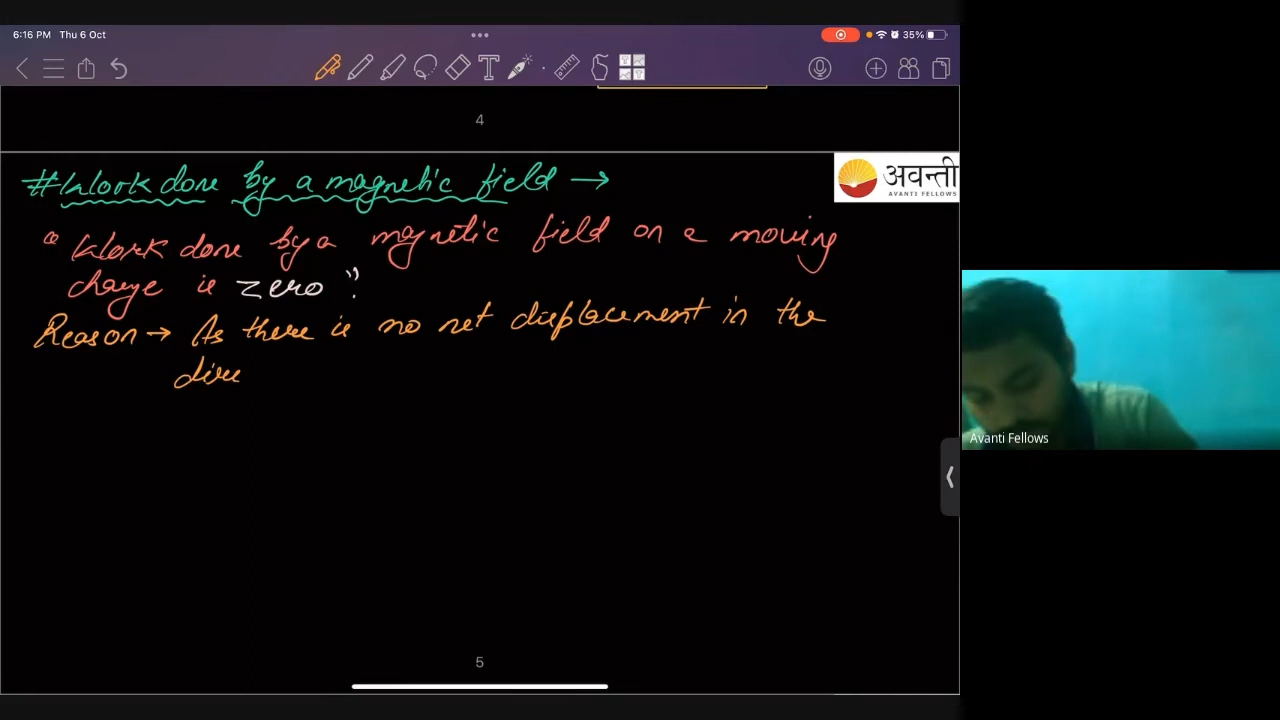 6:16 PM Thu 6 Oct
35%
4
अवन्ती
AVANTI FELLOWS
#Work done by a magnetic field →
"Work done by a magnetic field on a moving
charge is zero".
Reason → As there is no net displacement in the
dire
Avanti Fellows
5